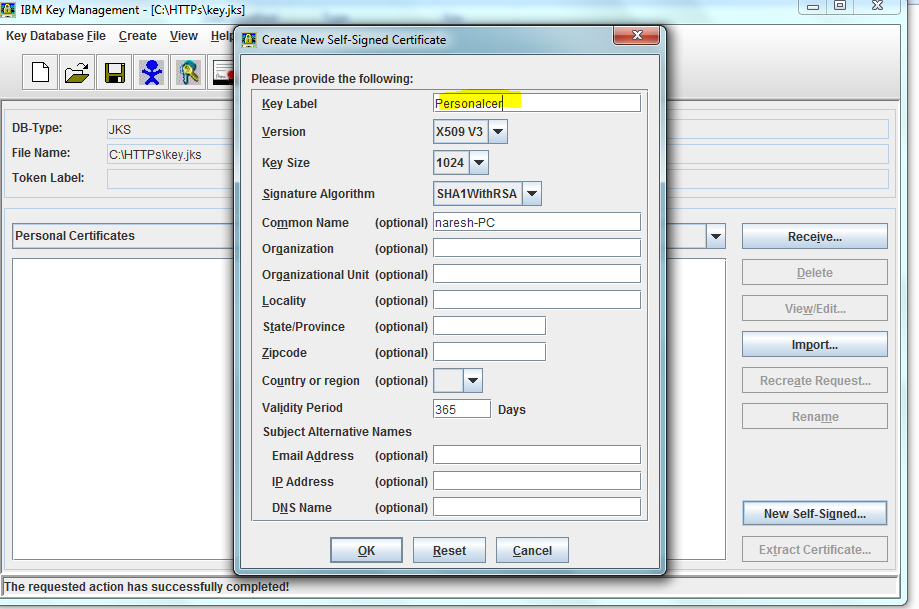 IBM Key Management - [C:\HTTPs\key.jks]
Key Database File Create View Help
Create New Self-Signed Certificate
Please provide the following:
Key Label Personalcer
Version X509 V3
Key Size 1024
Signature Algorithm SHA1WithRSA
Common Name (optional) naresh-PC
Organization (optional)
Organizational Unit (optional)
Locality (optional)
State/Province (optional)
Zipcode (optional)
Country or region (optional)
Validity Period 365 Days
Subject Alternative Names
Email Address (optional)
IP Address (optional)
DNS Name (optional)
OK Reset Cancel
DB-Type: JKS
File Name: C:\HTTPs\key.jks
Token Label:
Personal Certificates
Receive...
Delete
View/Edit...
Import...
Recreate Request...
Rename
New Self-Signed...
Extract Certificate...
The requested action has successfully completed!